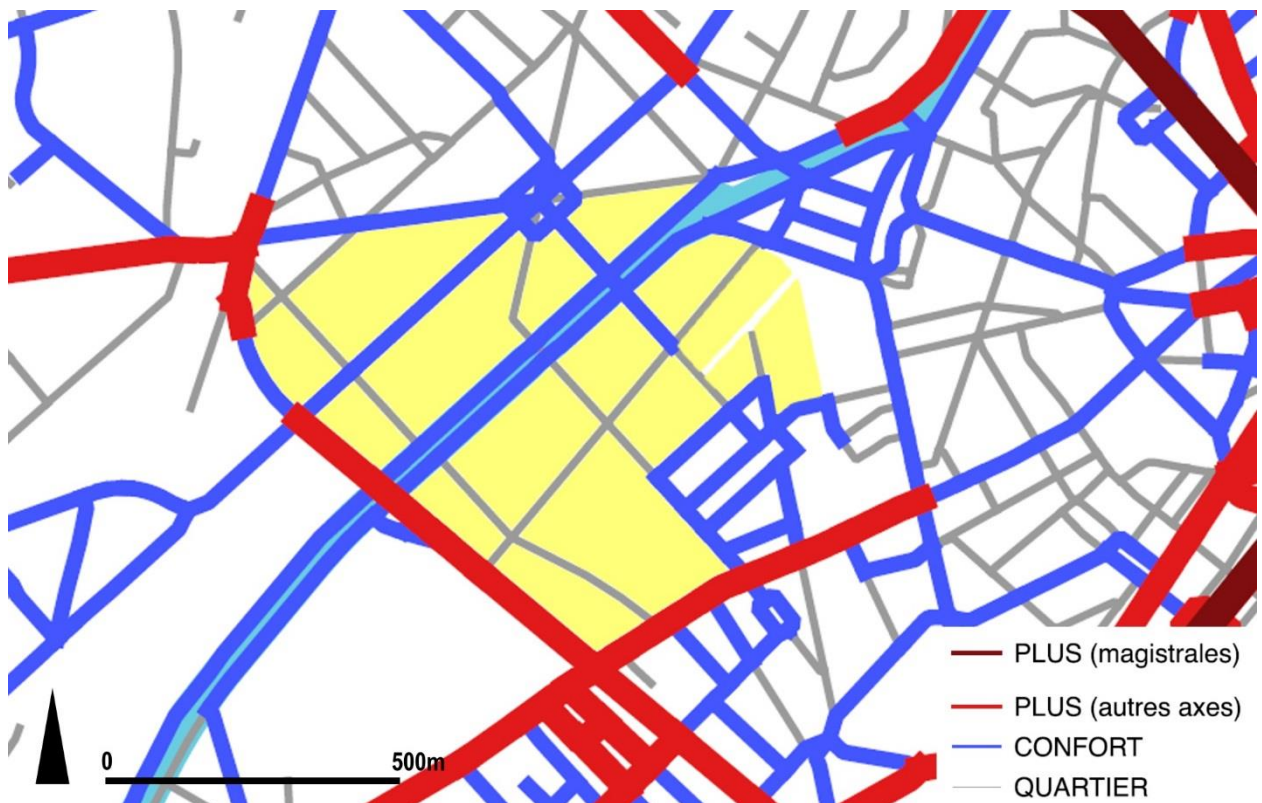 PLUS (magistrales)
PLUS (autres axes)
CONFORT
QUARTIER
0 500m